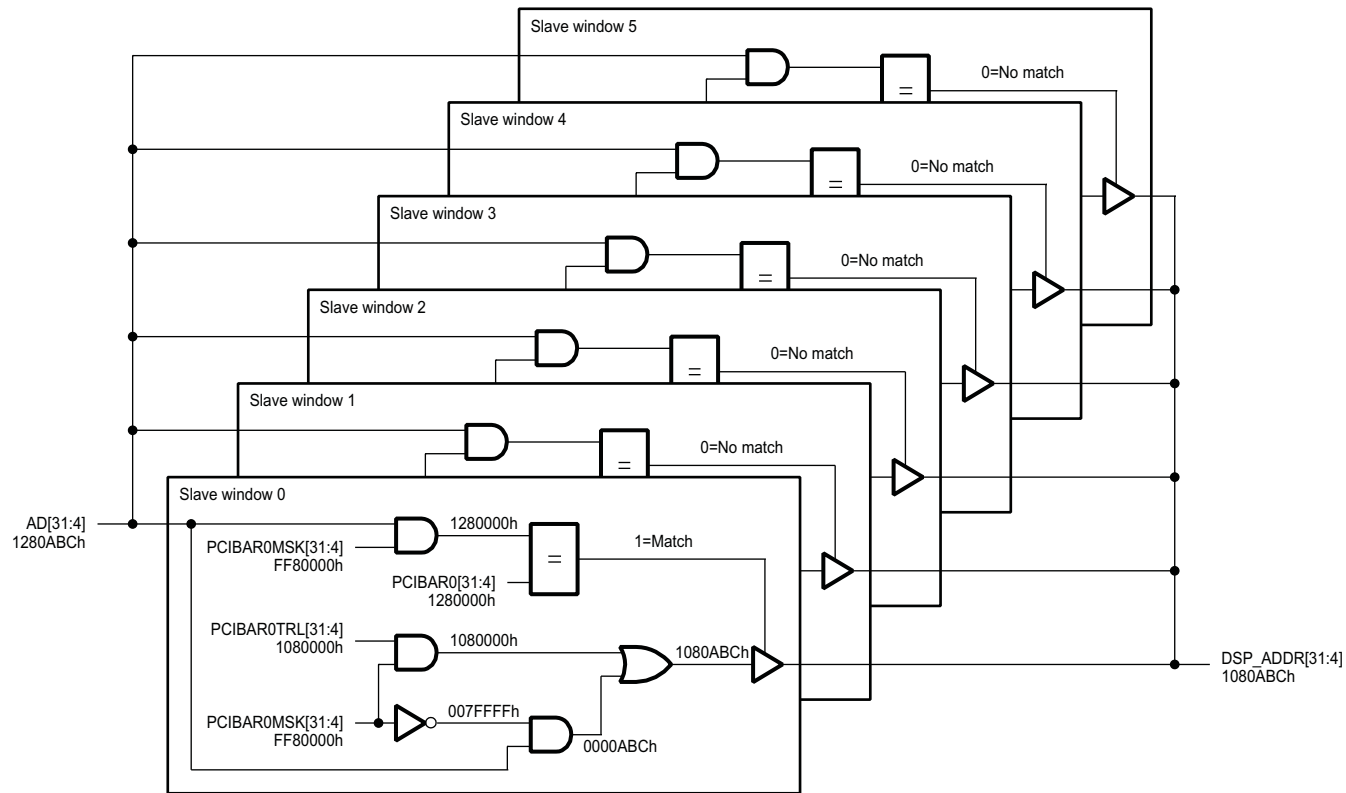 Slave window 5
0=No match
=
Slave window 4
0=No match
=
Slave window 3
0=No match
=
Slave window 2
0=No match
=
Slave window 1
0=No match
=
Slave window 0
AD[31:4]
1280ABCh
1280000h
PCIBAR0MSK[31:4]
FF80000h
=
1=Match
PCIBAR0[31:4]
1280000h
PCIBAR0TRL[31:4]
1080000h
1080000h
1080ABCh
DSP_ADDR[31:4]
1080ABCh
PCIBAR0MSK[31:4]
FF80000h
007FFFFh
0000ABCh